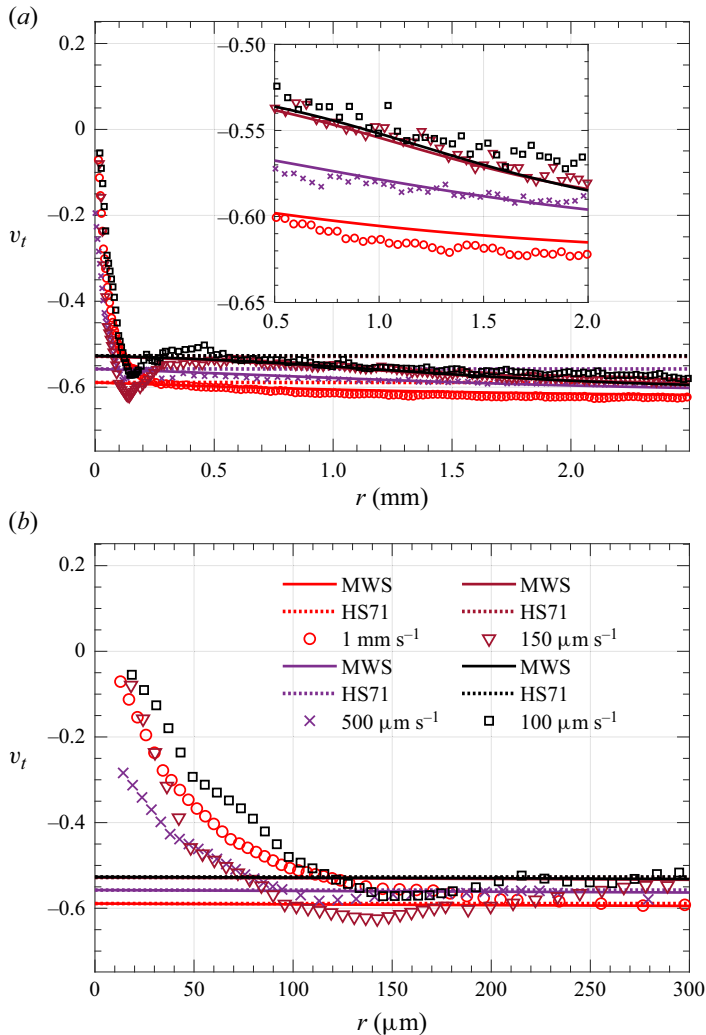 (a)
0.2
0
−0.2
−0.4
−0.6
v_t
−0.50
−0.55
−0.60
−0.65
0.5 1.0 1.5 2.0
0 0.5 1.0 1.5 2.0
r (mm)
(b)
0.2
0
−0.2
−0.4
−0.6
v_t
MWS MWS
HS71 HS71
1 mm s⁻¹ 150 μm s⁻¹
MWS MWS
HS71 HS71
500 μm s⁻¹ 100 μm s⁻¹
0 50 100 150 200 250 300
r (μm)